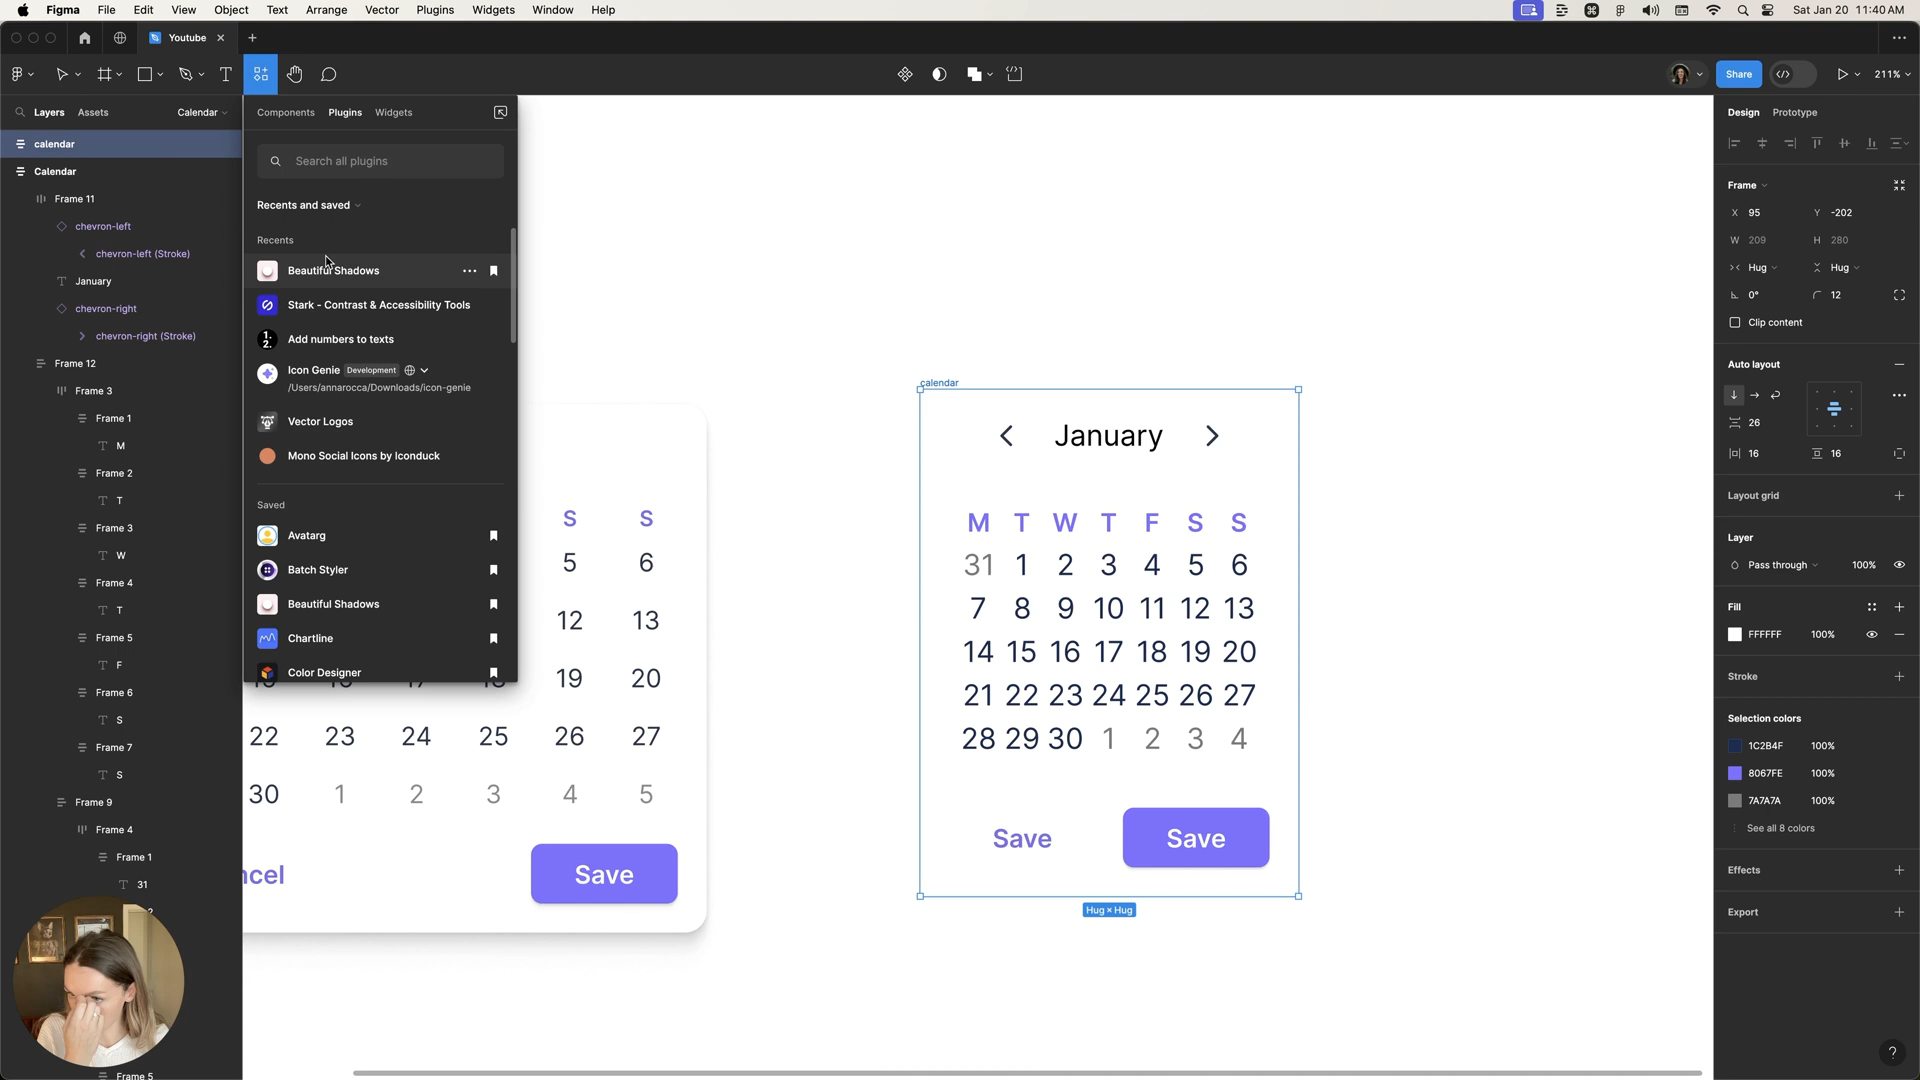 Figma File Edit View Object Text Arrange Vector Plugins Widgets Window Help Sat Jan 20 11:40 AM
Youtube
Share 211%
Layers Assets Calendar
Components Plugins Widgets
Design Prototype
calendar
Calendar
Frame 11
chevron-left
chevron-left (Stroke)
January
chevron-right
chevron-right (Stroke)
Frame 12
Frame 3
Frame 1
M
Frame 2
T
Frame 3
W
Frame 4
T
Frame 5
F
Frame 6
S
Frame 7
S
Frame 9
Frame 4
Frame 1
31
2
Frame 5
Search all plugins
Recents and saved
Recents
Beautiful Shadows
Stark - Contrast & Accessibility Tools
1. 2. Add numbers to texts
Icon Genie Development
/Users/annarocca/Downloads/icon-genie
Vector Logos
Mono Social Icons by Iconduck
Saved
Avatarg
Batch Styler
Beautiful Shadows
Chartline
Color Designer
S S
5 6
12 13
19 20
22 23 24 25 26 27
30 1 2 3 4 5
ncel Save
calendar
January
M T W T F S S
31 1 2 3 4 5 6
7 8 9 10 11 12 13
14 15 16 17 18 19 20
21 22 23 24 25 26 27
28 29 30 1 2 3 4
Save Save
Hug × Hug
Frame
X 95 Y -202
W 209 H 280
Hug Hug
0° 12
Clip content
Auto layout
26
16 16
Layout grid
Layer
Pass through 100%
Fill
FFFFFF 100%
Stroke
Selection colors
1C2B4F 100%
8067FE 100%
7A7A7A 100%
See all 8 colors
Effects
Export
?